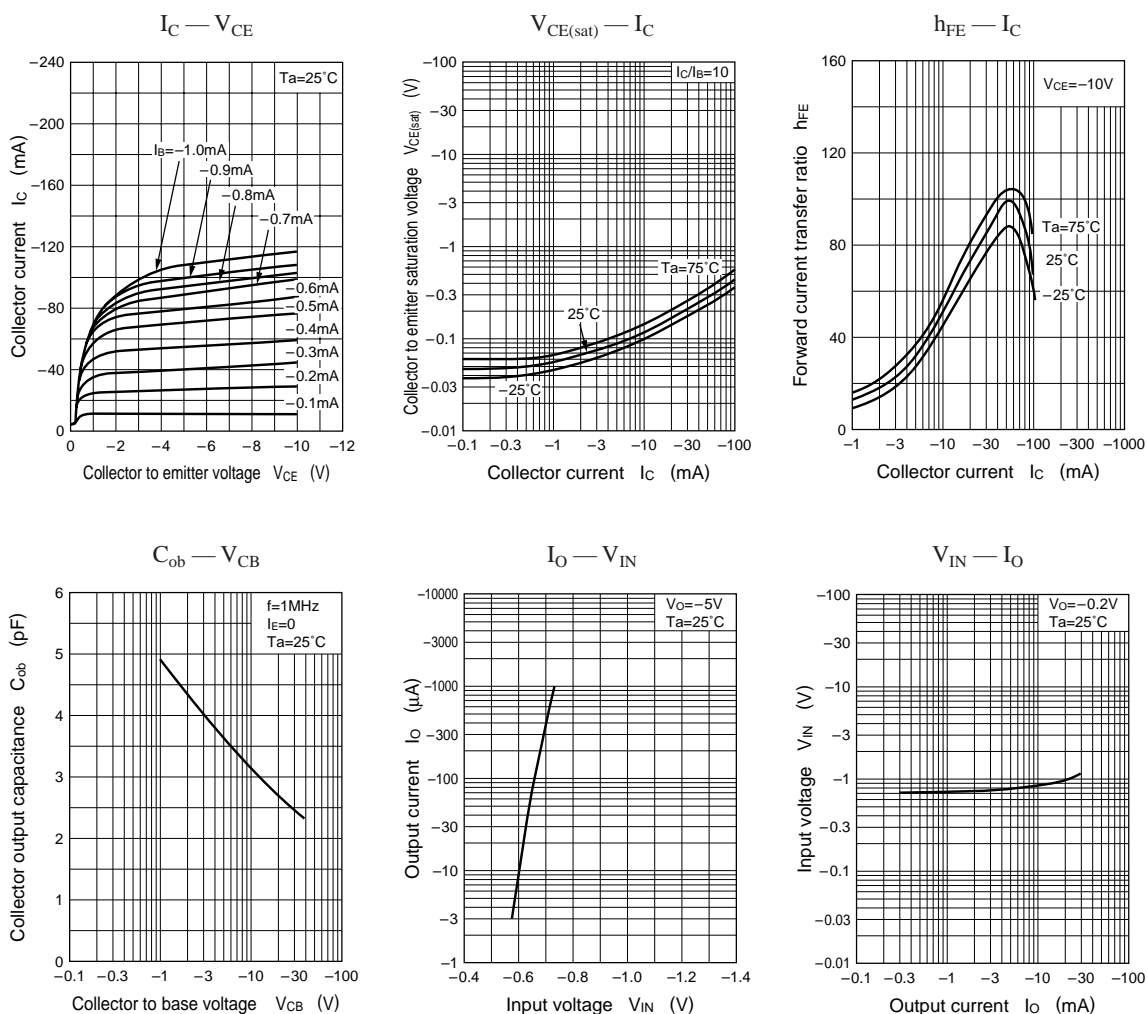 IC — VCE
Ta=25˚C
IB=−1.0mA
−0.9mA
−0.8mA
−0.7mA
−0.6mA
−0.5mA
−0.4mA
−0.3mA
−0.2mA
−0.1mA
−240
−200
−160
−120
−80
−40
0
0 −2 −4 −6 −8 −10 −12
Collector current IC (mA)
Collector to emitter voltage VCE (V)
VCE(sat) — IC
IC/IB=10
Ta=75˚C
25˚C
−25˚C
−100
−30
−10
−3
−1
−0.3
−0.1
−0.03
−0.01
−0.1 −0.3 −1 −3 −10 −30 −100
Collector to emitter saturation voltage VCE(sat) (V)
Collector current IC (mA)
hFE — IC
VCE=−10V
Ta=75˚C
25˚C
−25˚C
160
120
80
40
0
−1 −3 −10 −30 −100 −300 −1000
Forward current transfer ratio hFE
Collector current IC (mA)
Cob — VCB
f=1MHz
IE=0
Ta=25˚C
6
5
4
3
2
1
0
−0.1 −0.3 −1 −3 −10 −30 −100
Collector output capacitance Cob (pF)
Collector to base voltage VCB (V)
IO — VIN
VO=−5V
Ta=25˚C
−10000
−3000
−1000
−300
−100
−30
−10
−3
−1
−0.4 −0.6 −0.8 −1.0 −1.2 −1.4
Output current IO (µA)
Input voltage VIN (V)
VIN — IO
VO=−0.2V
Ta=25˚C
−100
−30
−10
−3
−1
−0.3
−0.1
−0.03
−0.01
−0.1 −0.3 −1 −3 −10 −30 −100
Input voltage VIN (V)
Output current IO (mA)